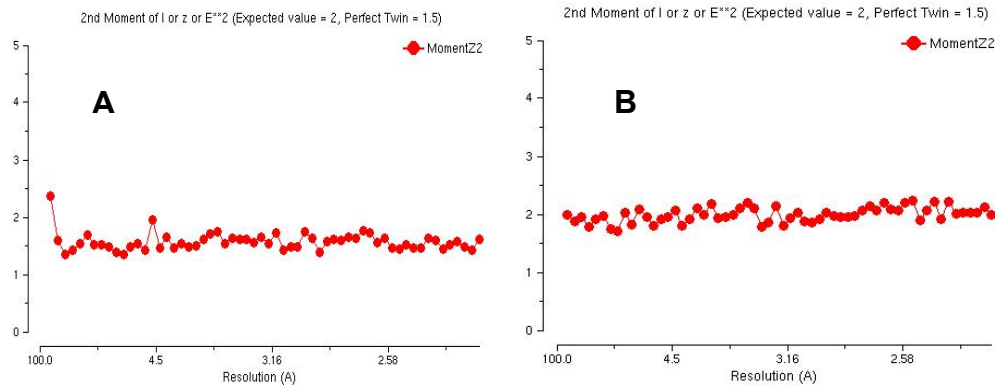 2nd Moment of I or z or E**2 (Expected value = 2, Perfect Twin = 1.5)
MomentZ2
A
5
4
3
2
1
0
100.0 4.5 3.16 2.58
Resolution (A)
2nd Moment of I or z or E**2 (Expected value = 2, Perfect Twin = 1.5)
MomentZ2
B
5
4
3
2
1
0
100.0 4.5 3.16 2.58
Resolution (A)